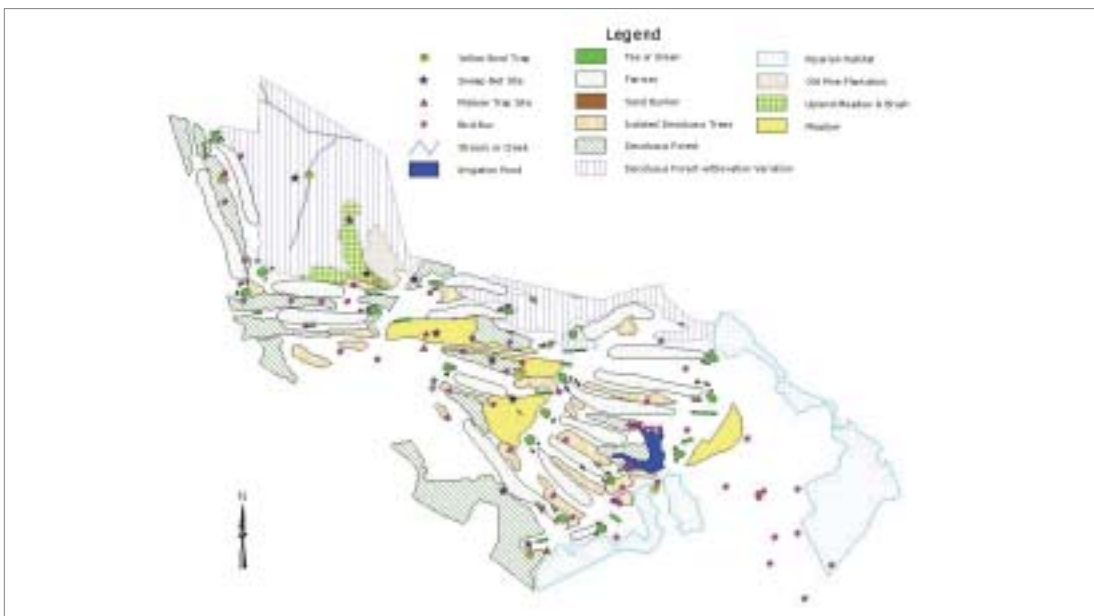 Legend
Yellow Bowl Trap
Sweep Net Site
Malaise Trap Site
Bird Box
Stream or Creek
Irrigation Pond
Tee or Green
Fairway
Sand Bunker
Isolated Deciduous Trees
Deciduous Forest
Deciduous Forest w/Elevation Variation
Riparian Habitat
Old Pine Plantation
Upland Meadow & Brush
Meadow
N